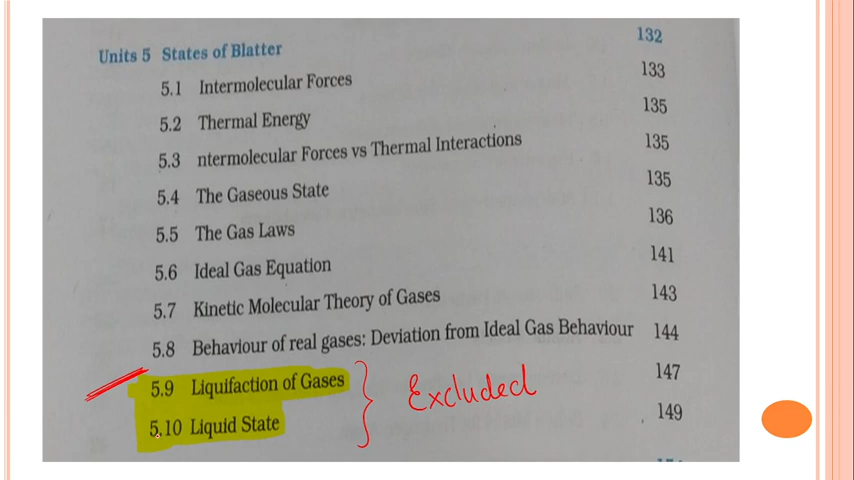 Units 5 States of Blatter 132
5.1 Intermolecular Forces 133
5.2 Thermal Energy 135
5.3 ntermolecular Forces vs Thermal Interactions 135
5.4 The Gaseous State 135
5.5 The Gas Laws 136
5.6 Ideal Gas Equation 141
5.7 Kinetic Molecular Theory of Gases 143
5.8 Behaviour of real gases: Deviation from Ideal Gas Behaviour 144
5.9 Liquifaction of Gases 147
5.10 Liquid State 149
Excluded